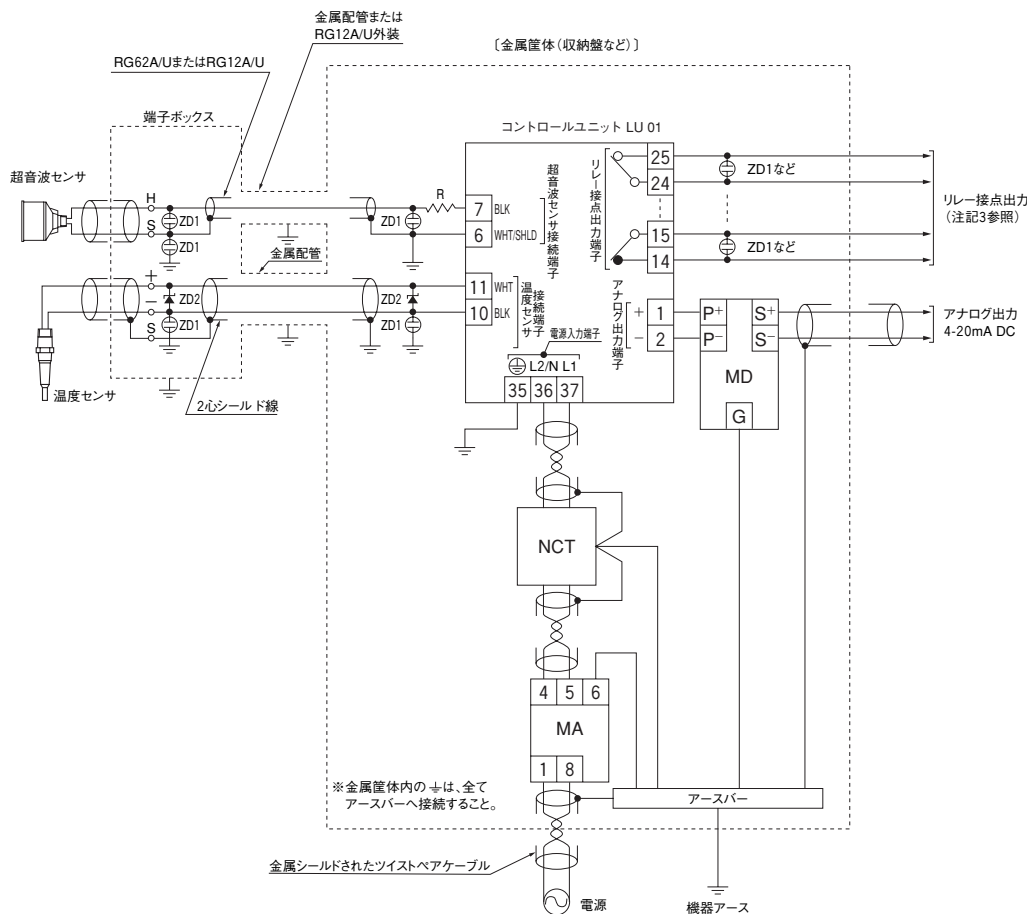 金属配管または
RG12A/U外装
〔金属筐体(収納盤など)〕
RG62A/UまたはRG12A/U
端子ボックス
コントロールユニット LU 01
超音波センサ
H
S
ZD1
ZD1
ZD1
R
7
BLK
6
WHT/SHLD
超音波センサ接続端子
リレー接点出力端子
25
24
15
14
ZD1など
ZD1など
リレー接点出力
(注記3参照)
金属配管
+
−
S
ZD2
ZD1
ZD2
ZD1
11
WHT
10
BLK
温度センサ
接続端子
アナログ出力端子
+
−
1
2
P+
P−
S+
S−
MD
G
アナログ出力
4-20mA DC
電源入力端子
L2/N L1
35
36
37
温度センサ
2心シールド線
NCT
4
5
6
MA
1
8
※金属筐体内の⏚は、全て
アースバーへ接続すること。
アースバー
金属シールドされたツイストペアケーブル
電源
機器アース